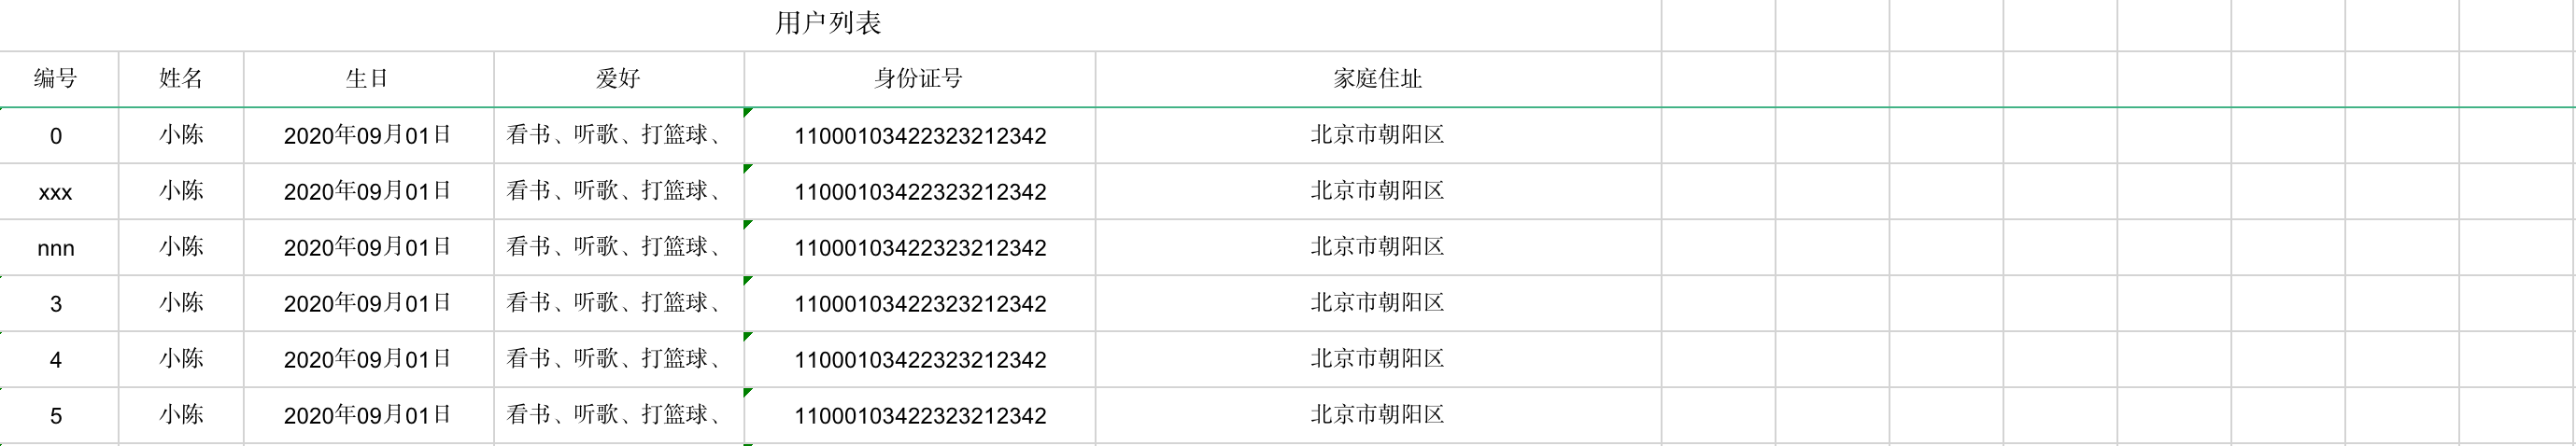 用户列表
编号 姓名 生日 爱好 身份证号 家庭住址
0 小陈 2020年09月01日 看书、听歌、打篮球、 11000103422323212342 北京市朝阳区
xxx 小陈 2020年09月01日 看书、听歌、打篮球、 11000103422323212342 北京市朝阳区
nnn 小陈 2020年09月01日 看书、听歌、打篮球、 11000103422323212342 北京市朝阳区
3 小陈 2020年09月01日 看书、听歌、打篮球、 11000103422323212342 北京市朝阳区
4 小陈 2020年09月01日 看书、听歌、打篮球、 11000103422323212342 北京市朝阳区
5 小陈 2020年09月01日 看书、听歌、打篮球、 11000103422323212342 北京市朝阳区